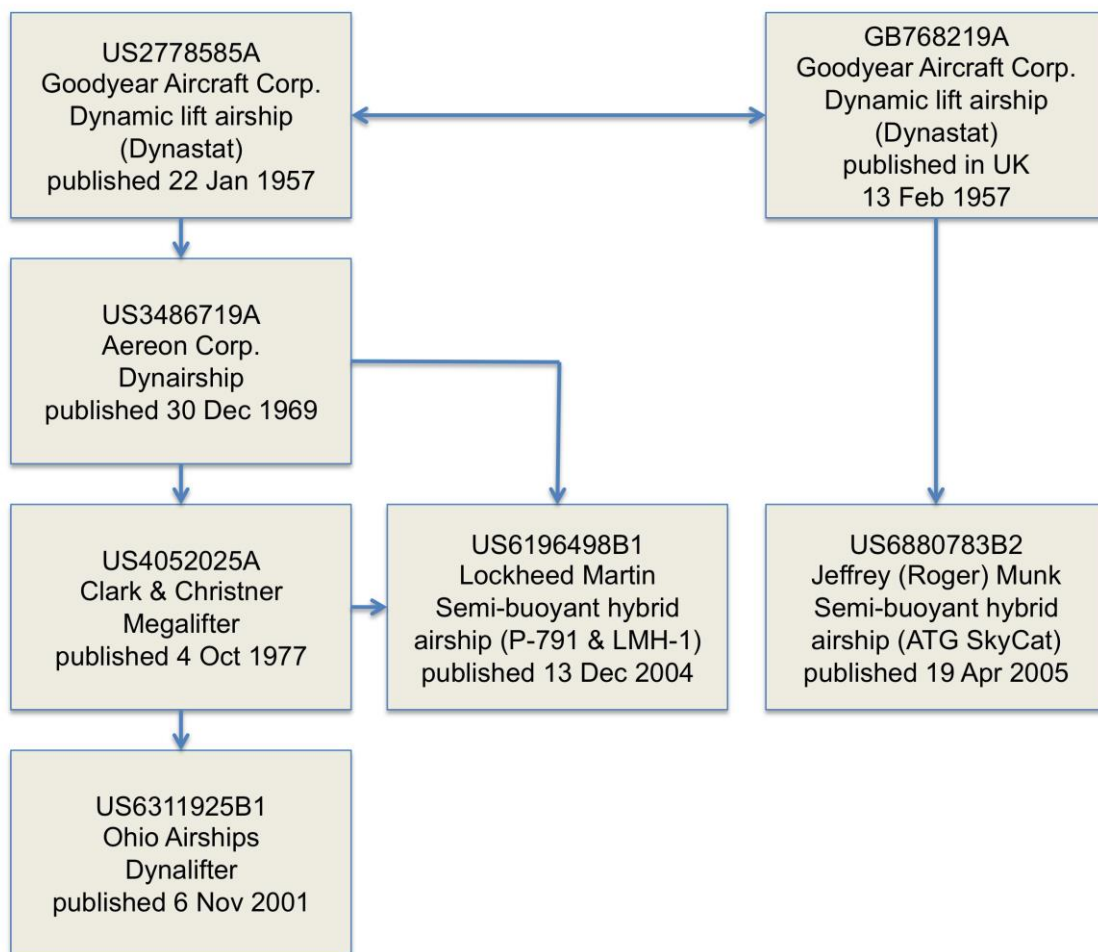 US2778585A
Goodyear Aircraft Corp.
Dynamic lift airship
(Dynastat)
published 22 Jan 1957
GB768219A
Goodyear Aircraft Corp.
Dynamic lift airship
(Dynastat)
published in UK
13 Feb 1957
US3486719A
Aereon Corp.
Dynairship
published 30 Dec 1969
US4052025A
Clark & Christner
Megalifter
published 4 Oct 1977
US6196498B1
Lockheed Martin
Semi-buoyant hybrid
airship (P-791 & LMH-1)
published 13 Dec 2004
US6880783B2
Jeffrey (Roger) Munk
Semi-buoyant hybrid
airship (ATG SkyCat)
published 19 Apr 2005
US6311925B1
Ohio Airships
Dynalifter
published 6 Nov 2001